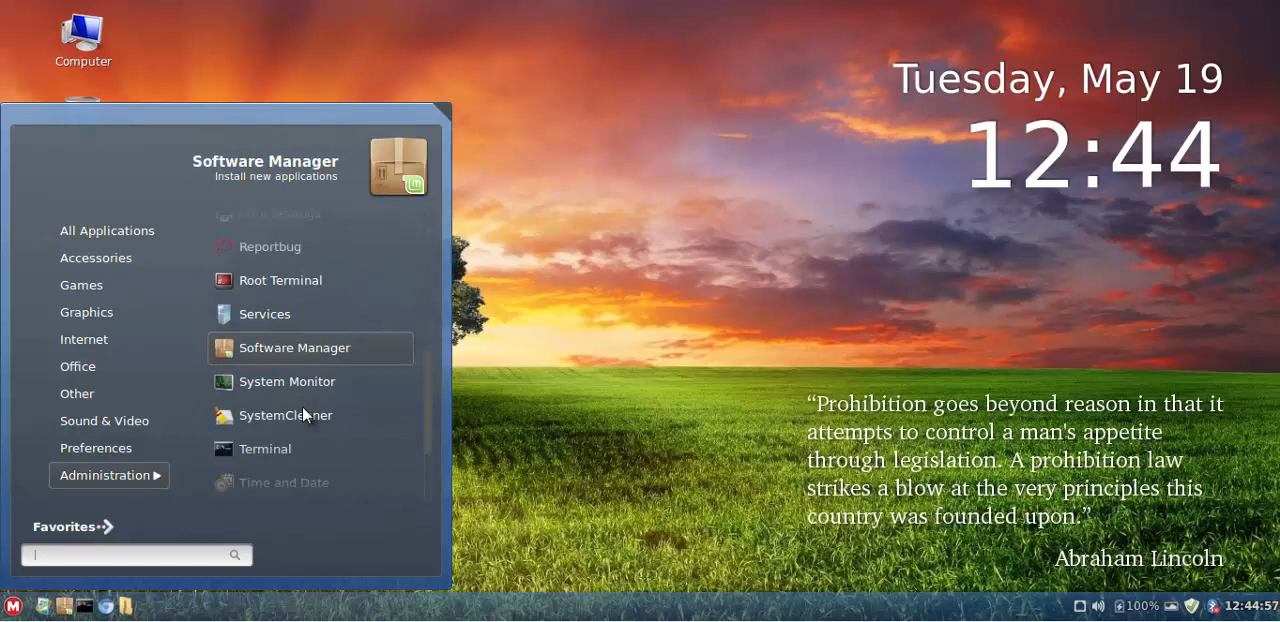 Computer
Tuesday, May 19
12:44
Software Manager
Install new applications
All Applications
Accessories
Games
Graphics
Internet
Office
Other
Sound & Video
Preferences
Administration
Reportbug
Root Terminal
Services
Software Manager
System Monitor
SystemCleaner
Terminal
Time and Date
Favorites
“Prohibition goes beyond reason in that it
attempts to control a man's appetite
through legislation. A prohibition law
strikes a blow at the very principles this
country was founded upon.”
Abraham Lincoln
M
100%
12:44:57